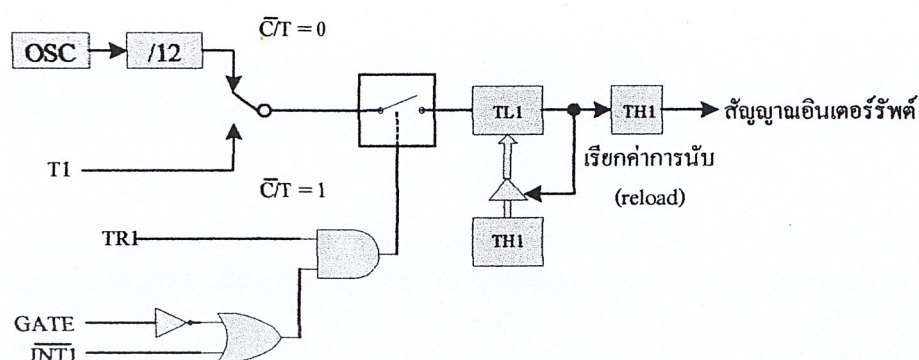 C̅/T = 0
OSC
/12
TL1
TH1
สัญญาณอินเตอร์รัพต์
เรียกค่าการนับ
(reload)
T1
C̅/T = 1
TH1
TR1
GATE
I̅N̅T̅1̅